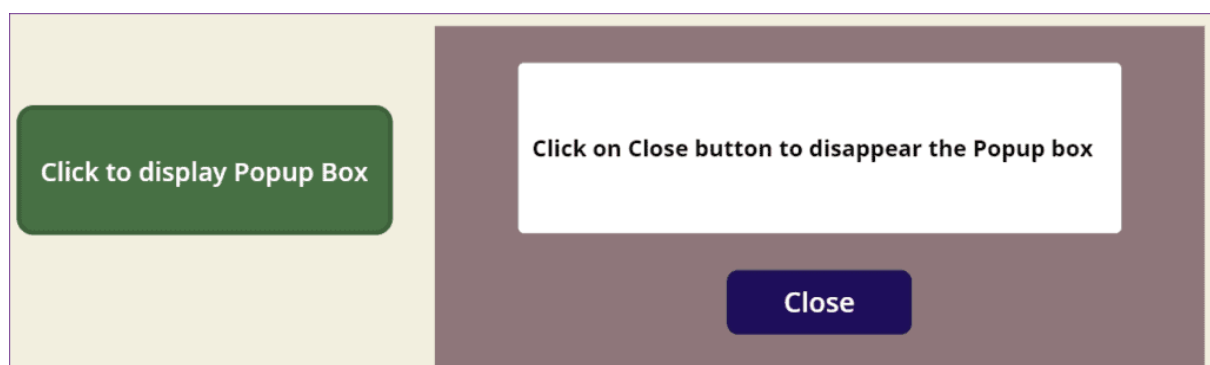 Click to display Popup Box
Click on Close button to disappear the Popup box
Close